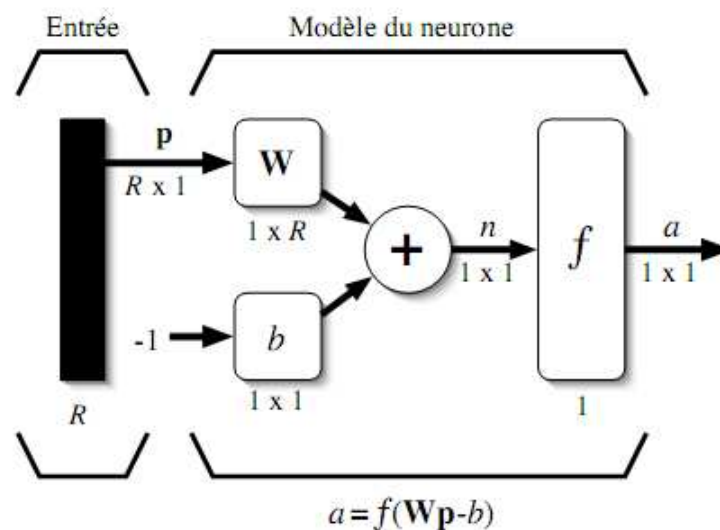 Entrée
Modèle du neurone
p
R x 1
W
1 x R
-1
b
1 x 1
+
n
1 x 1
f
a
1 x 1
R
1
a = f(Wp-b)